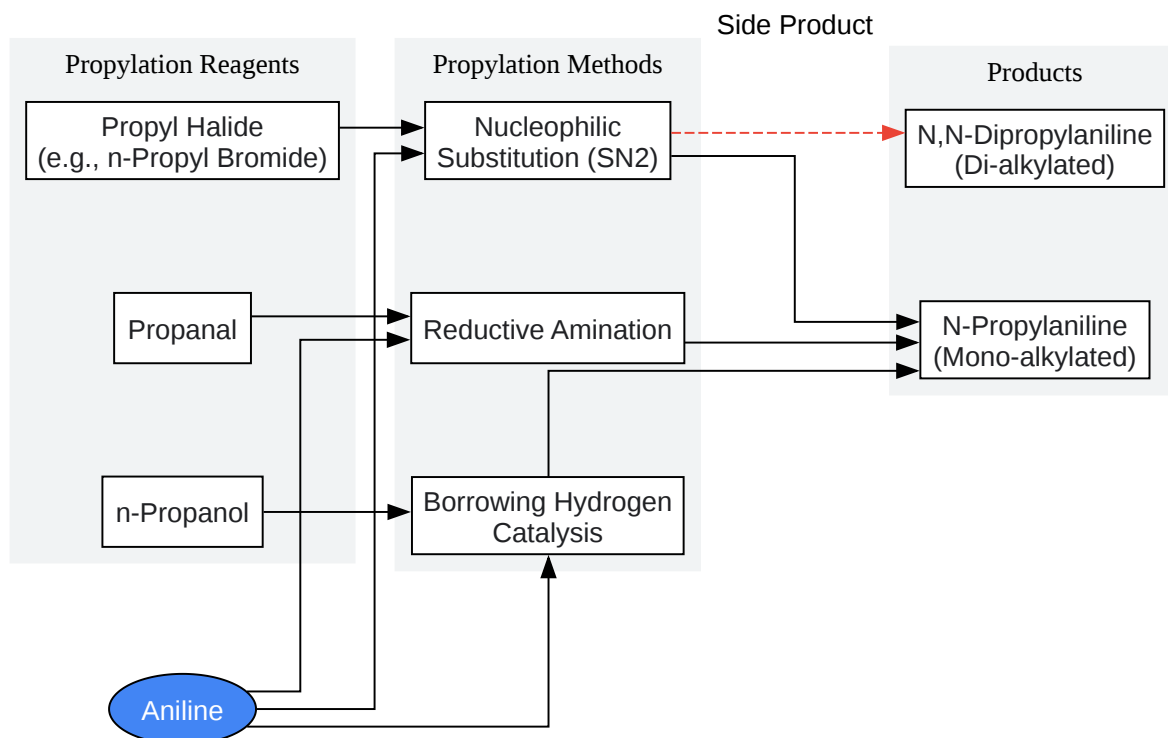 Side Product
Propylation Reagents
Propylation Methods
Products
Propyl Halide
(e.g., n-Propyl Bromide)
Nucleophilic
Substitution (SN2)
N,N-Dipropylaniline
(Di-alkylated)
Propanal
Reductive Amination
N-Propylaniline
(Mono-alkylated)
n-Propanol
Borrowing Hydrogen
Catalysis
Aniline